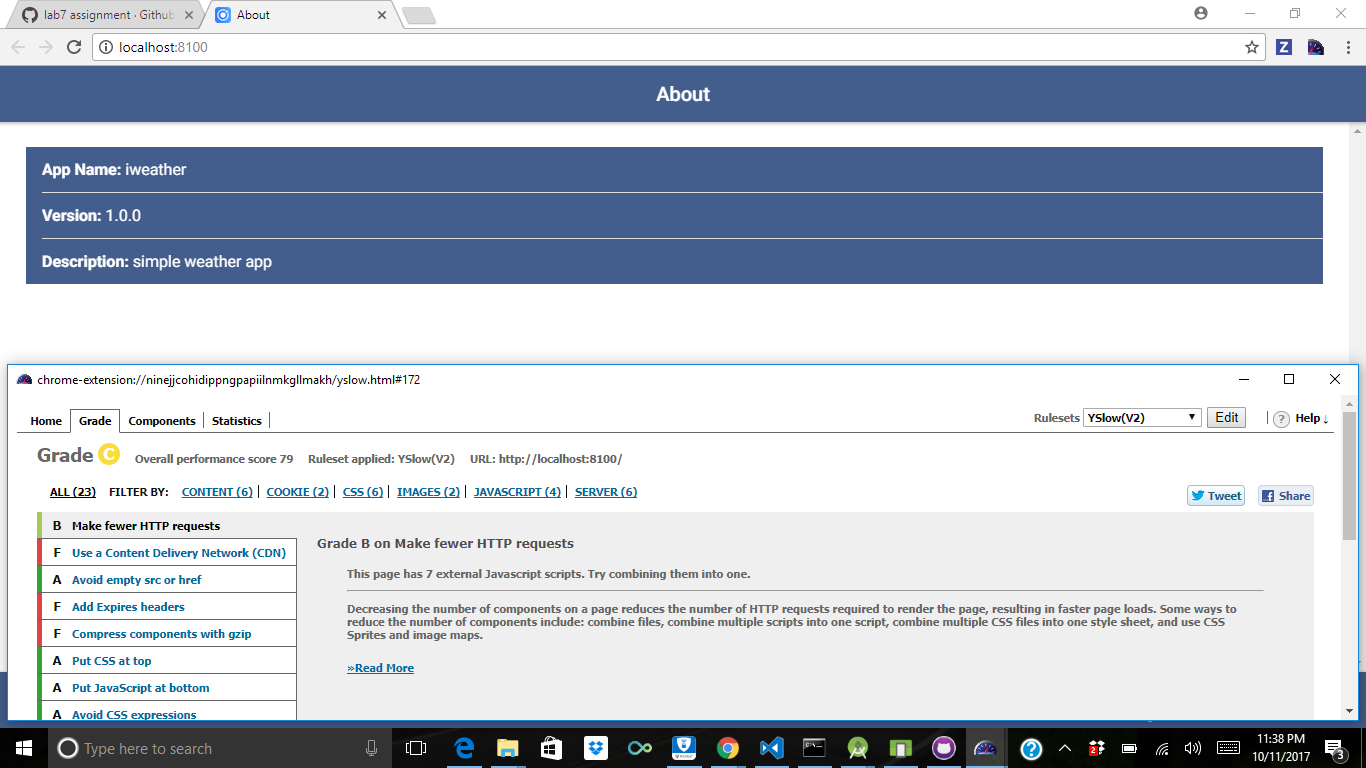 lab7 assignment · Github
About
localhost:8100
About
App Name: iweather
Version: 1.0.0
Description: simple weather app
chrome-extension://ninejjcohidippngpapiilnmkgllmakh/yslow.html#172
Home Grade Components Statistics Rulesets YSlow(V2) Edit ? Help ↓
Grade C Overall performance score 79 Ruleset applied: YSlow(V2) URL: http://localhost:8100/
ALL (23) FILTER BY: CONTENT (6) COOKIE (2) CSS (6) IMAGES (2) JAVASCRIPT (4) SERVER (6) Tweet Share
B Make fewer HTTP requests
F Use a Content Delivery Network (CDN)
A Avoid empty src or href
F Add Expires headers
F Compress components with gzip
A Put CSS at top
A Put JavaScript at bottom
A Avoid CSS expressions
Grade B on Make fewer HTTP requests
This page has 7 external Javascript scripts. Try combining them into one.
Decreasing the number of components on a page reduces the number of HTTP requests required to render the page, resulting in faster page loads. Some ways to
reduce the number of components include: combine files, combine multiple scripts into one script, combine multiple CSS files into one style sheet, and use CSS
Sprites and image maps.
»Read More
Type here to search
11:38 PM
10/11/2017
3